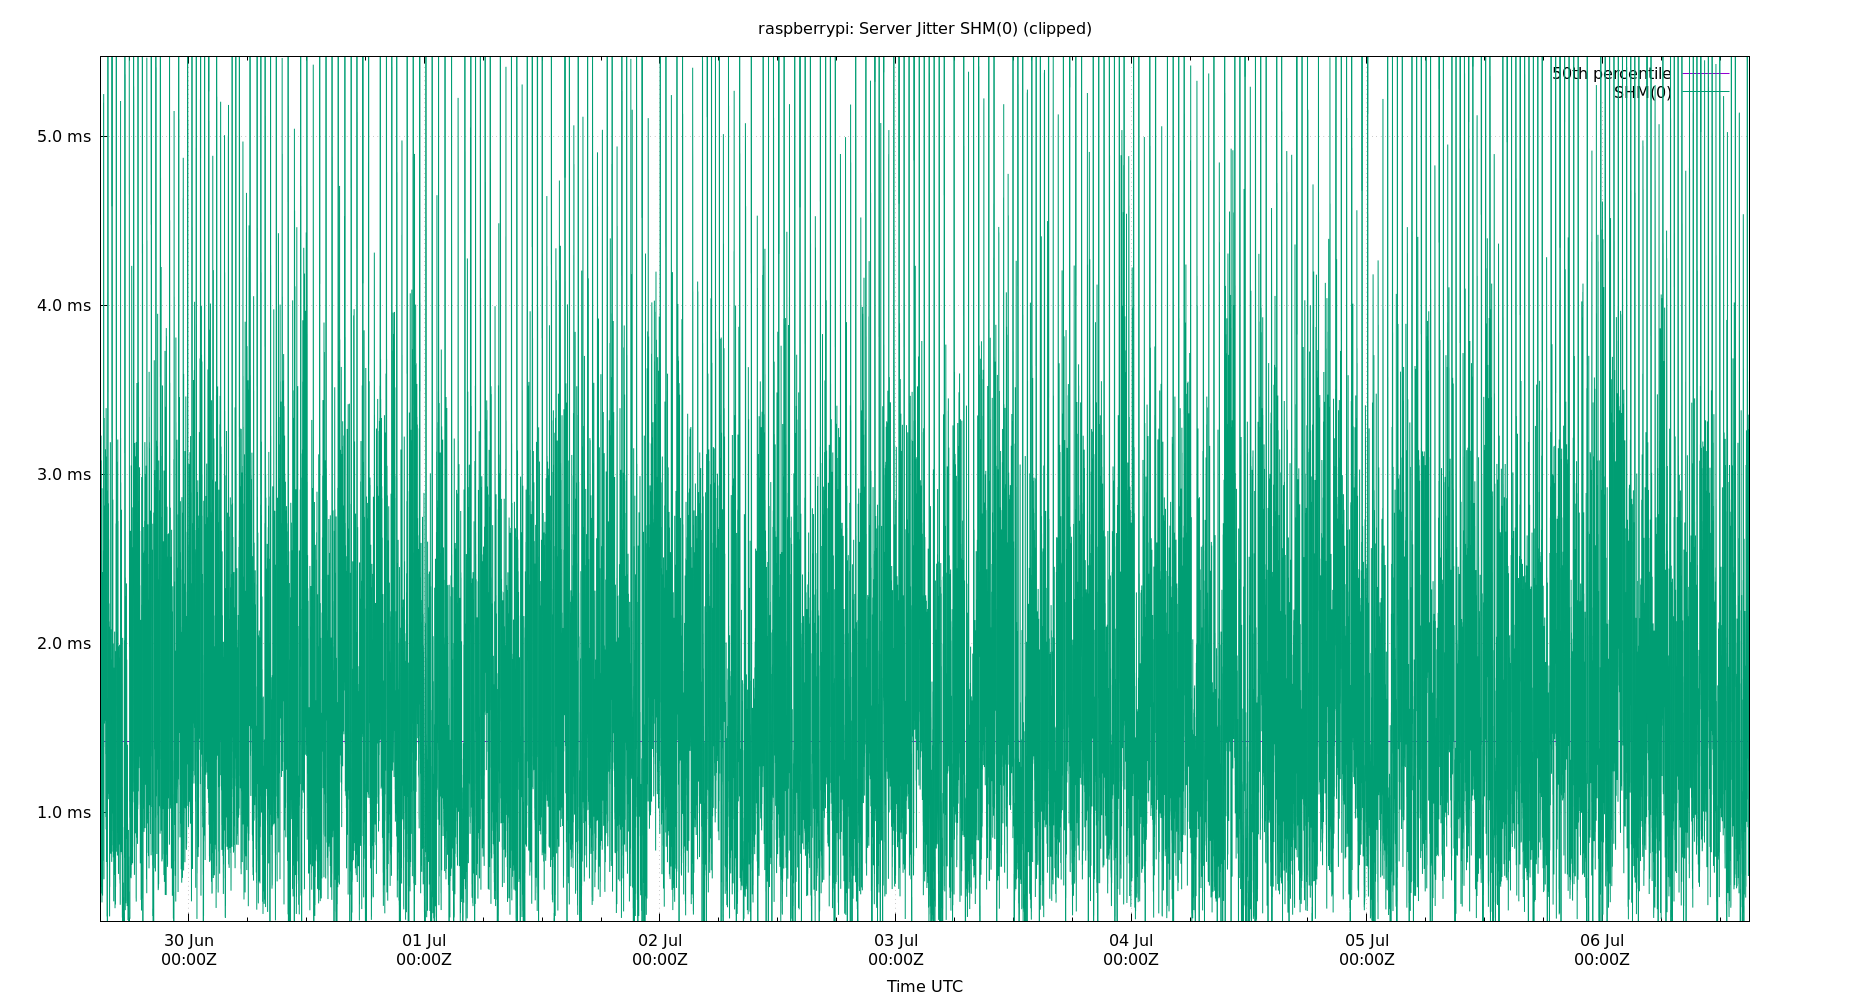 raspberrypi: Server Jitter SHM(0) (clipped)
50th percentile
SHM(0)
5.0 ms
4.0 ms
3.0 ms
2.0 ms
1.0 ms
30 Jun 01 Jul 02 Jul 03 Jul 04 Jul 05 Jul 06 Jul
00:00Z 00:00Z 00:00Z 00:00Z 00:00Z 00:00Z 00:00Z
Time UTC